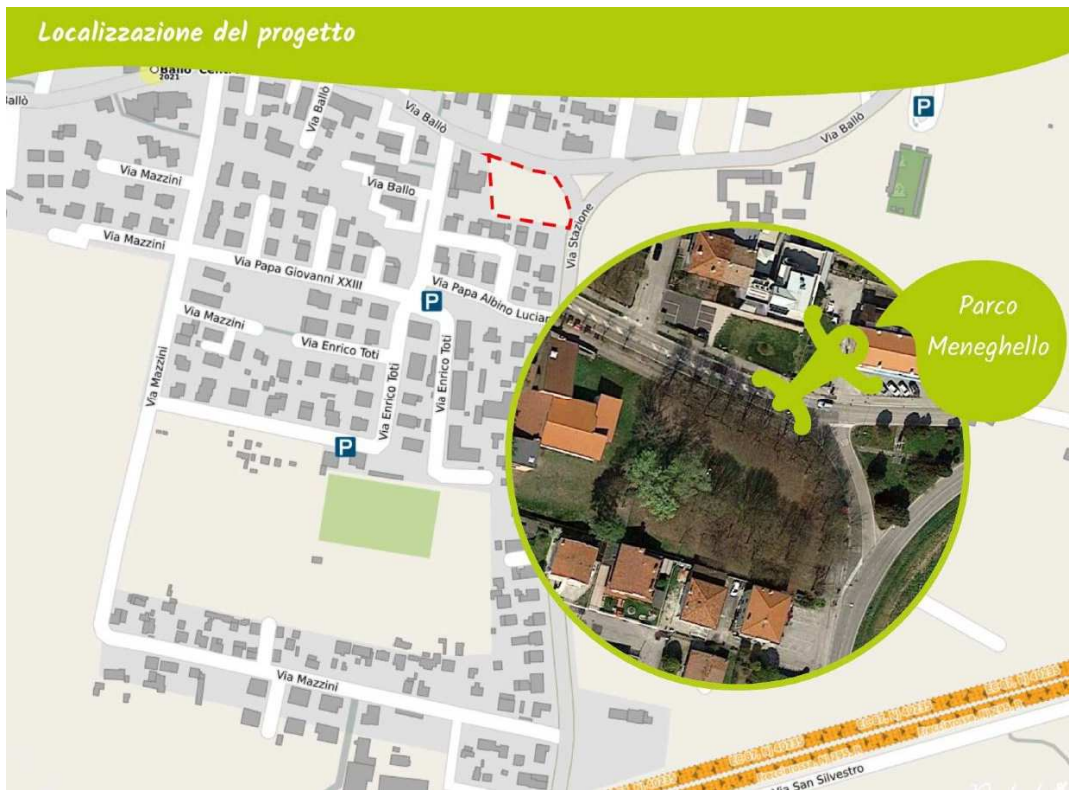 Localizzazione del progetto
2021
Ballò
Via Ballò
Via Ballò
Via Ballò
P
Via Mazzini
Via Ballo
Via Stazione
Via Mazzini
Via Papa Giovanni XXIII
Via Papa Albino Lucian
P
Via Mazzini
Via Enrico Toti
Via Mazzini
Via Enrico Toti
Via Enrico Toti
P
Parco
Meneghello
Via Mazzini
Via San Silvestro